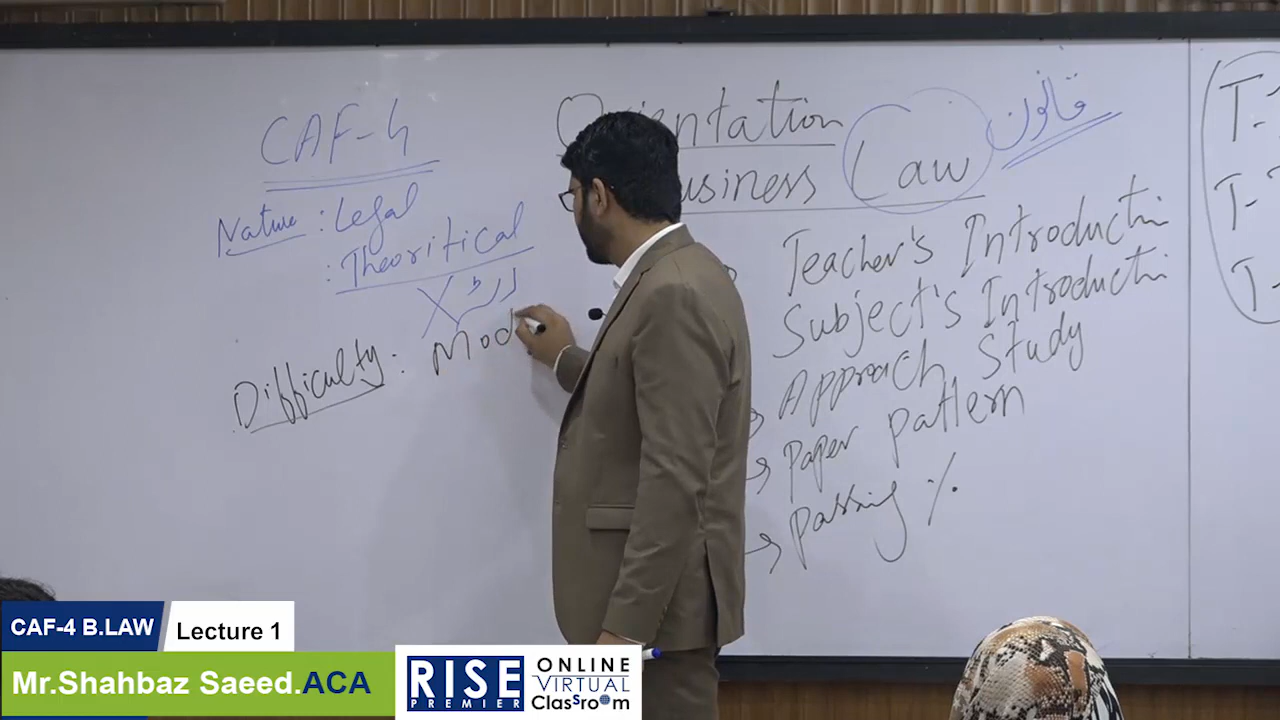 CAF-4
Nature : Legal
: Theoritical
X
Difficulty : Mod
Orientation
Business Law قانون
Teacher's Introducti
Subject's Introducti
Approach Study
→ Paper pattern
→ Passing %
T-
T-
T-
CAF-4 B.LAW
Lecture 1
Mr.Shahbaz Saeed.ACA
RISE
PREMIER
ONLINE
VIRTUAL
Classroom